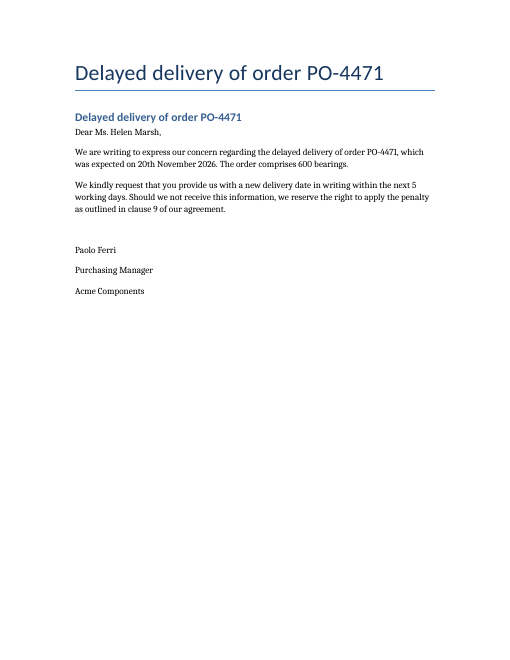 Delayed delivery of order PO-4471
Delayed delivery of order PO-4471
Dear Ms. Helen Marsh,
We are writing to express our concern regarding the delayed delivery of order PO-4471, which
was expected on 20th November 2026. The order comprises 600 bearings.
We kindly request that you provide us with a new delivery date in writing within the next 5
working days. Should we not receive this information, we reserve the right to apply the penalty
as outlined in clause 9 of our agreement.
Paolo Ferri
Purchasing Manager
Acme Components